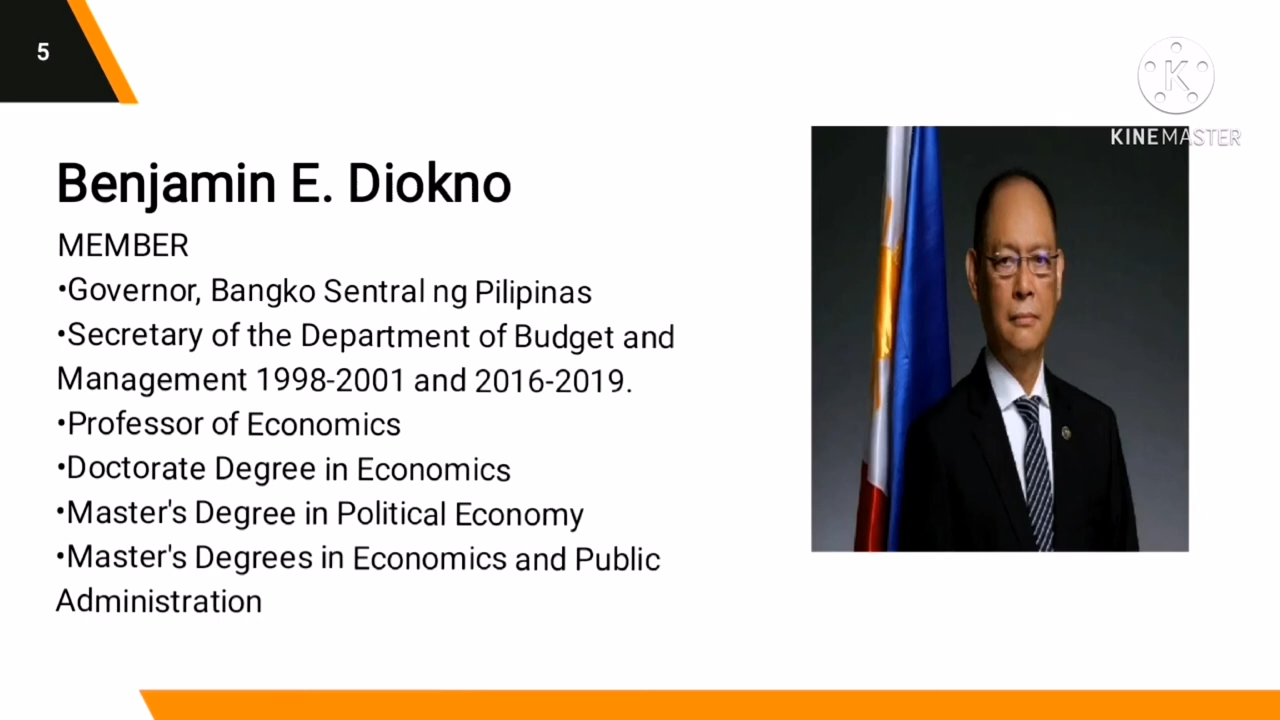 5
KINEMASTER
Benjamin E. Diokno
MEMBER
•Governor, Bangko Sentral ng Pilipinas
•Secretary of the Department of Budget and
Management 1998-2001 and 2016-2019.
•Professor of Economics
•Doctorate Degree in Economics
•Master's Degree in Political Economy
•Master's Degrees in Economics and Public
Administration